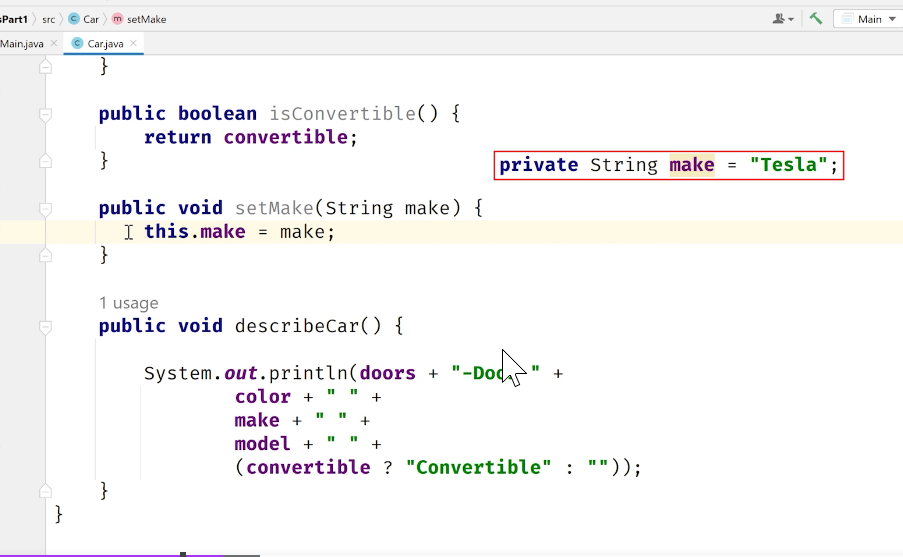 sPart1 src Car setMake Main
Main.java Car.java
}
public boolean isConvertible() {
return convertible;
}
private String make = "Tesla";
public void setMake(String make) {
this.make = make;
}
1 usage
public void describeCar() {
System.out.println(doors + "-Doo " +
color + " " +
make + " " +
model + " " +
(convertible ? "Convertible" : ""));
}
}